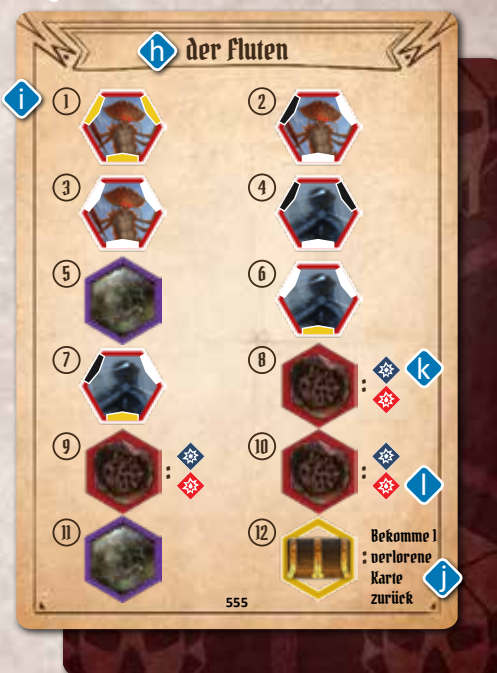 h der Fluten
i 1 2
3 4
5 6
7 8 : k
9 : 10 : l
11 12 : Bekomme 1
verlorene
Karte
zurück j
555